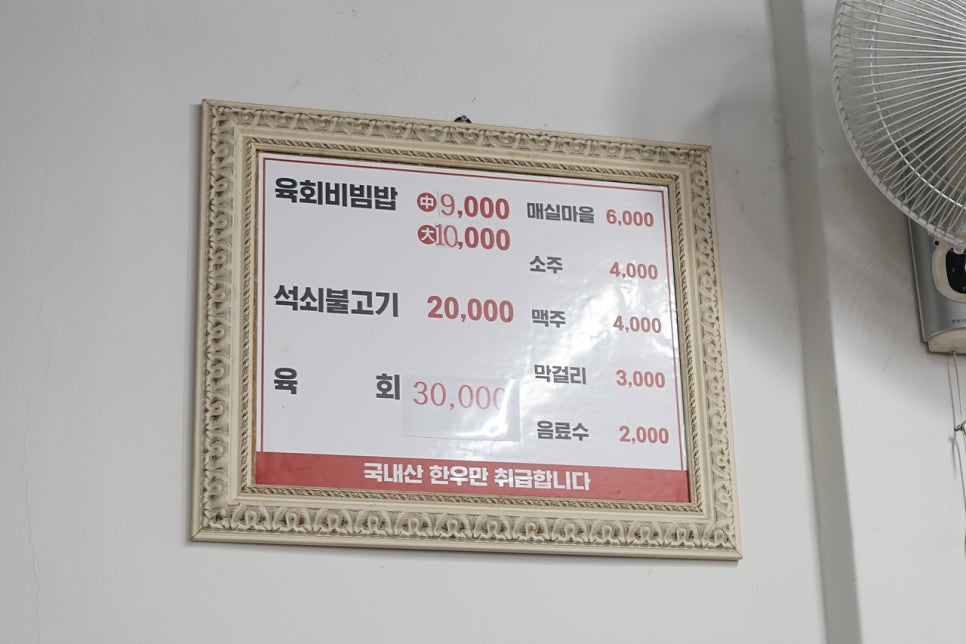 육회비빔밥 中 9,000
大 10,000
석쇠불고기 20,000
육 회 30,000
매실마을 6,000
소주 4,000
맥주 4,000
막걸리 3,000
음료수 2,000
국내산 한우만 취급합니다